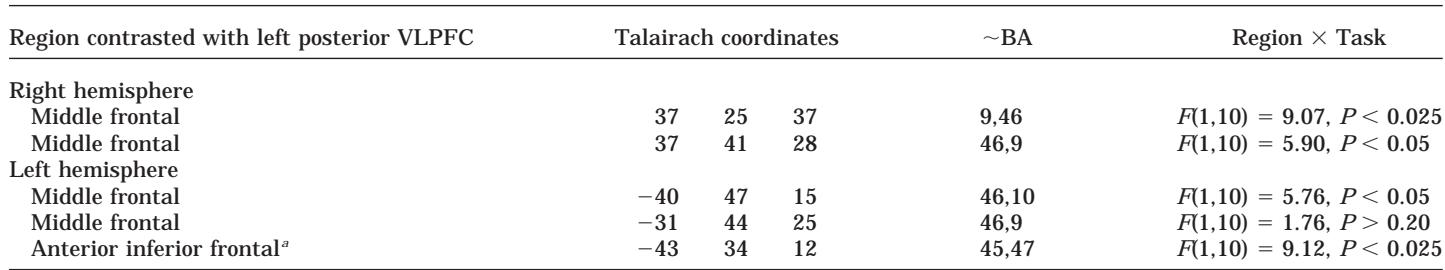 Region contrasted with left posterior VLPFC Talairach coordinates ~BA Region × Task
Right hemisphere
Middle frontal 37 25 37 9,46 F(1,10) = 9.07, P < 0.025
Middle frontal 37 41 28 46,9 F(1,10) = 5.90, P < 0.05
Left hemisphere
Middle frontal −40 47 15 46,10 F(1,10) = 5.76, P < 0.05
Middle frontal −31 44 25 46,9 F(1,10) = 1.76, P > 0.20
Anterior inferior frontalᵃ −43 34 12 45,47 F(1,10) = 9.12, P < 0.025